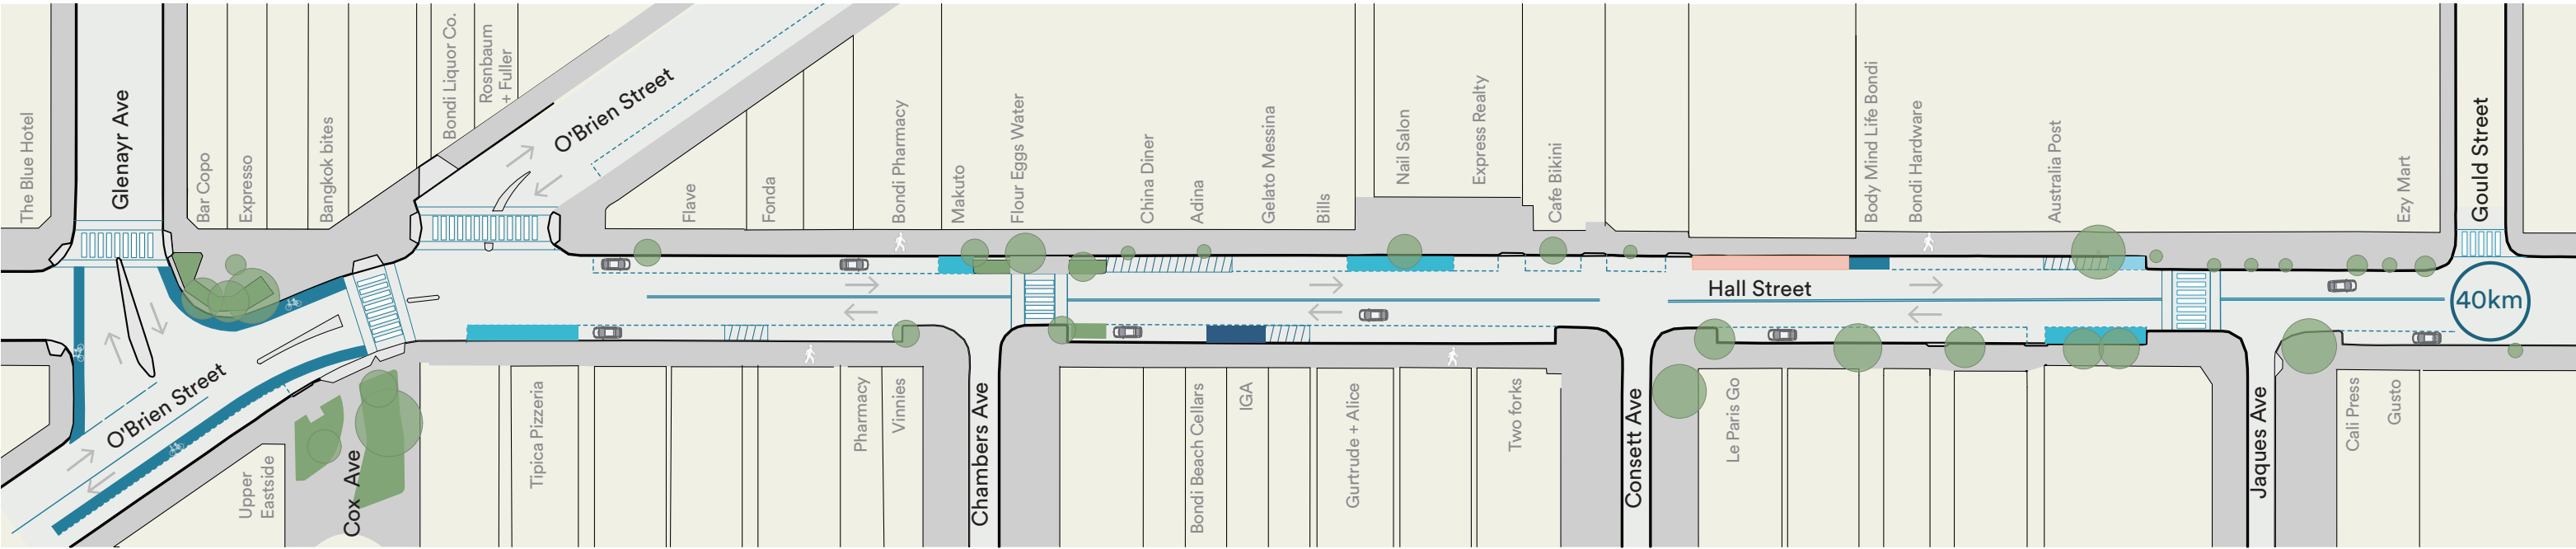 The Blue Hotel
Glenayr Ave
Bar Copo
Expresso
Bangkok bites
Bondi Liquor Co.
Rosnbaum
+ Fuller
O'Brien Street
Flave
Fonda
Bondi Pharmacy
Makuto
Flour Eggs Water
China Diner
Adina
Gelato Messina
Bills
Nail Salon
Express Realty
Cafe Bikini
Body Mind Life Bondi
Bondi Hardware
Australia Post
Ezy Mart
Gould Street
Hall Street
40km
O'Brien Street
Upper
Eastside
Cox Ave
Tipica Pizzeria
Pharmacy
Vinnies
Chambers Ave
Bondi Beach Cellars
IGA
Gurtrude + Alice
Two forks
Consett Ave
Le Paris Go
Jaques Ave
Cali Press
Gusto